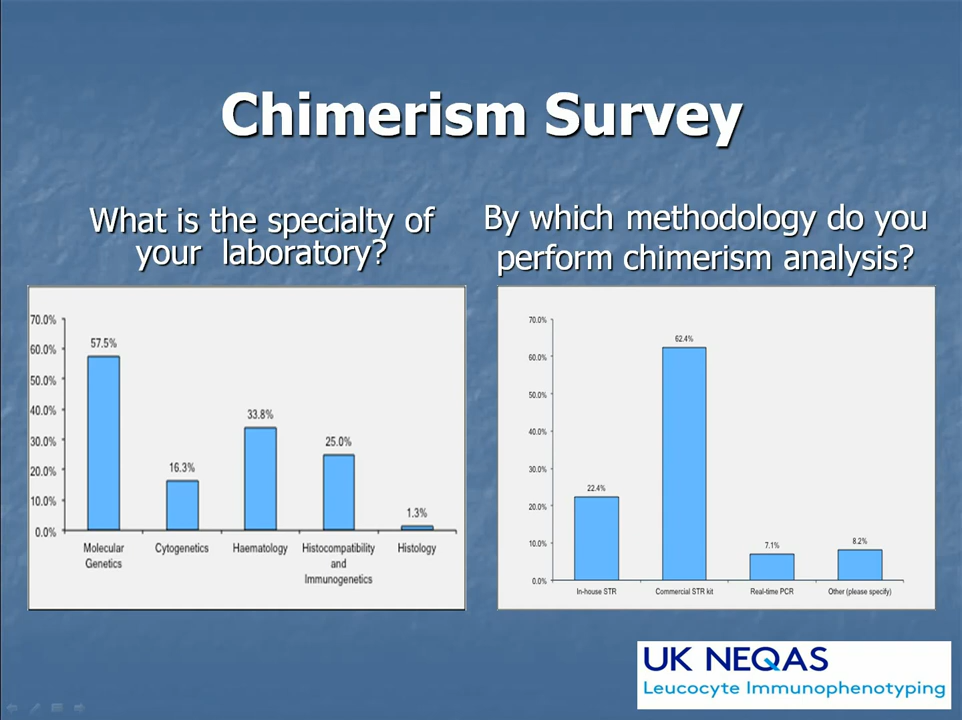 Chimerism Survey
What is the specialty of
your laboratory?
70.0%
60.0%
50.0%
40.0%
30.0%
20.0%
10.0%
0.0%
57.5%
16.3%
33.8%
25.0%
1.3%
Molecular
Genetics
Cytogenetics
Haematology
Histocompatibility
and
Immunogenetics
Histology
By which methodology do you
perform chimerism analysis?
70.0%
60.0%
50.0%
40.0%
30.0%
20.0%
10.0%
0.0%
22.4%
62.4%
7.1%
8.2%
In-house STR
Commercial STR kit
Real-time PCR
Other (please specify)
UK NEQAS
Leucocyte Immunophenotyping